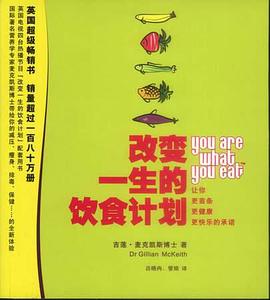 英国超级畅销书 销量超过一百八十万册
英国电视四台热播节目「改变一生的饮食计划」配套用书
国际著名营养学专家麦克凯斯博士带给你的减压、瘦身、排毒、保健……的全新体验
改变
一生的
饮食计划
you are
what
you eat
让你
更苗条
更健康
更快乐的承诺
吉莲·麦克凯斯博士 著
Dr Gillian McKeith
译